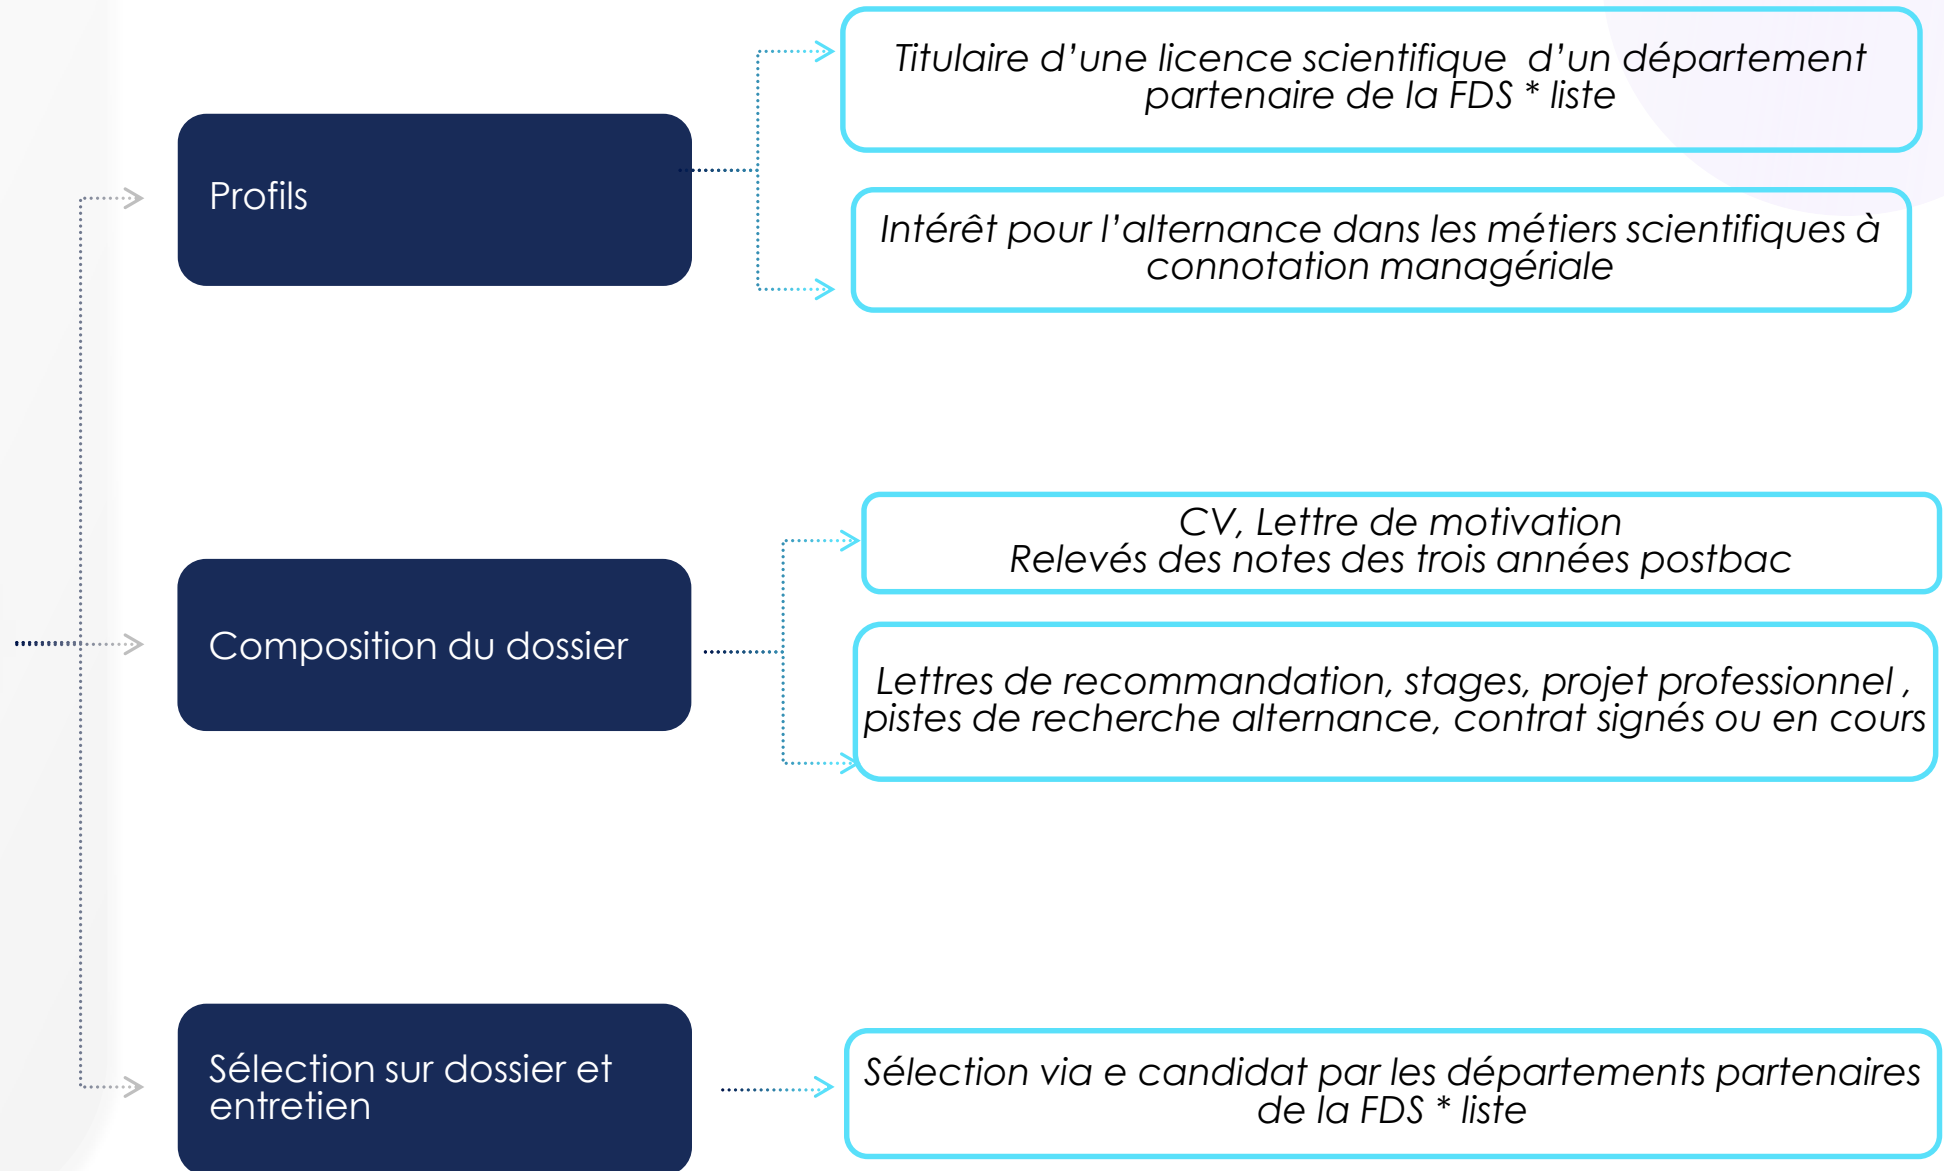 Profils
Titulaire d’une licence scientifique d’un département
partenaire de la FDS * liste
Intérêt pour l’alternance dans les métiers scientifiques à
connotation managériale
Composition du dossier
CV, Lettre de motivation
Relevés des notes des trois années postbac
Lettres de recommandation, stages, projet professionnel ,
pistes de recherche alternance, contrat signés ou en cours
Sélection sur dossier et
entretien
Sélection via e candidat par les départements partenaires
de la FDS * liste